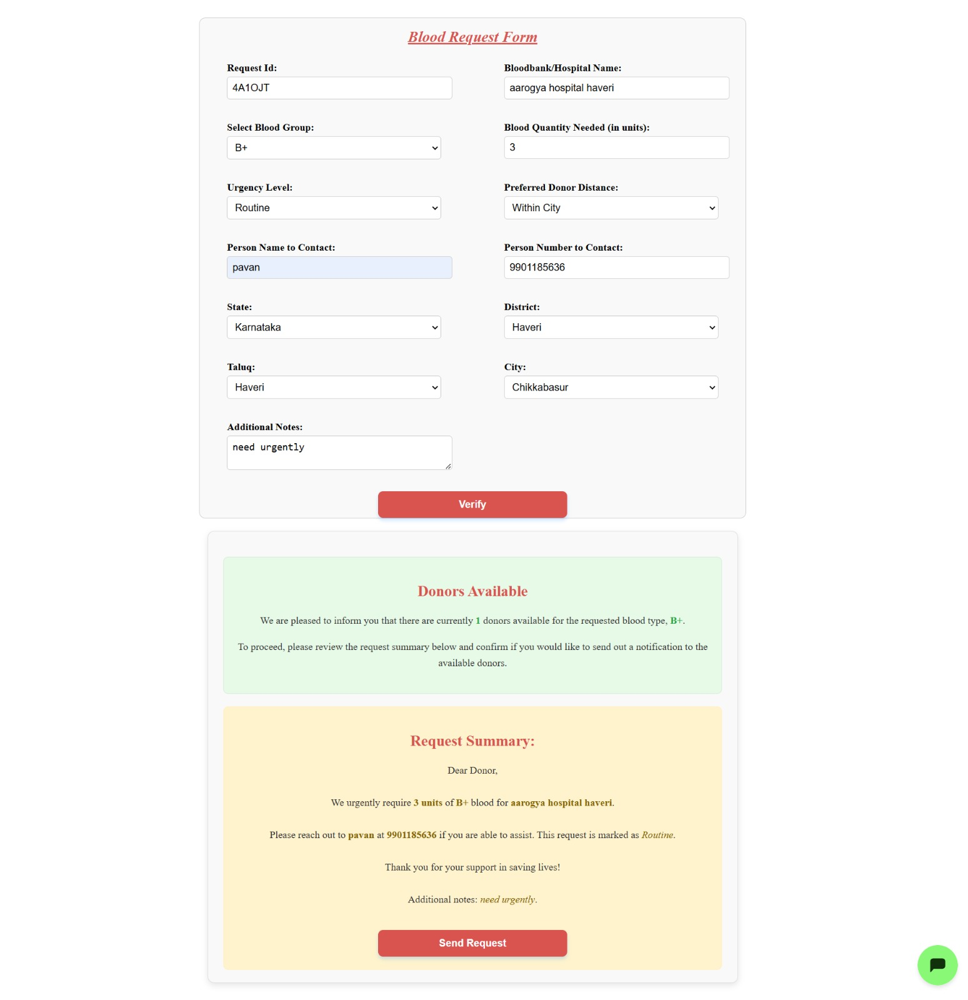 Blood Request Form
Request Id:
4A1OJT
Bloodbank/Hospital Name:
aarogya hospital haveri
Select Blood Group:
B+
Blood Quantity Needed (in units):
3
Urgency Level:
Routine
Preferred Donor Distance:
Within City
Person Name to Contact:
pavan
Person Number to Contact:
9901185636
State:
Karnataka
District:
Haveri
Taluq:
Haveri
City:
Chikkabasur
Additional Notes:
need urgently
Verify
Donors Available
We are pleased to inform you that there are currently 1 donors available for the requested blood type, B+.
To proceed, please review the request summary below and confirm if you would like to send out a notification to the
available donors.
Request Summary:
Dear Donor,
We urgently require 3 units of B+ blood for aarogya hospital haveri.
Please reach out to pavan at 9901185636 if you are able to assist. This request is marked as Routine.
Thank you for your support in saving lives!
Additional notes: need urgently.
Send Request